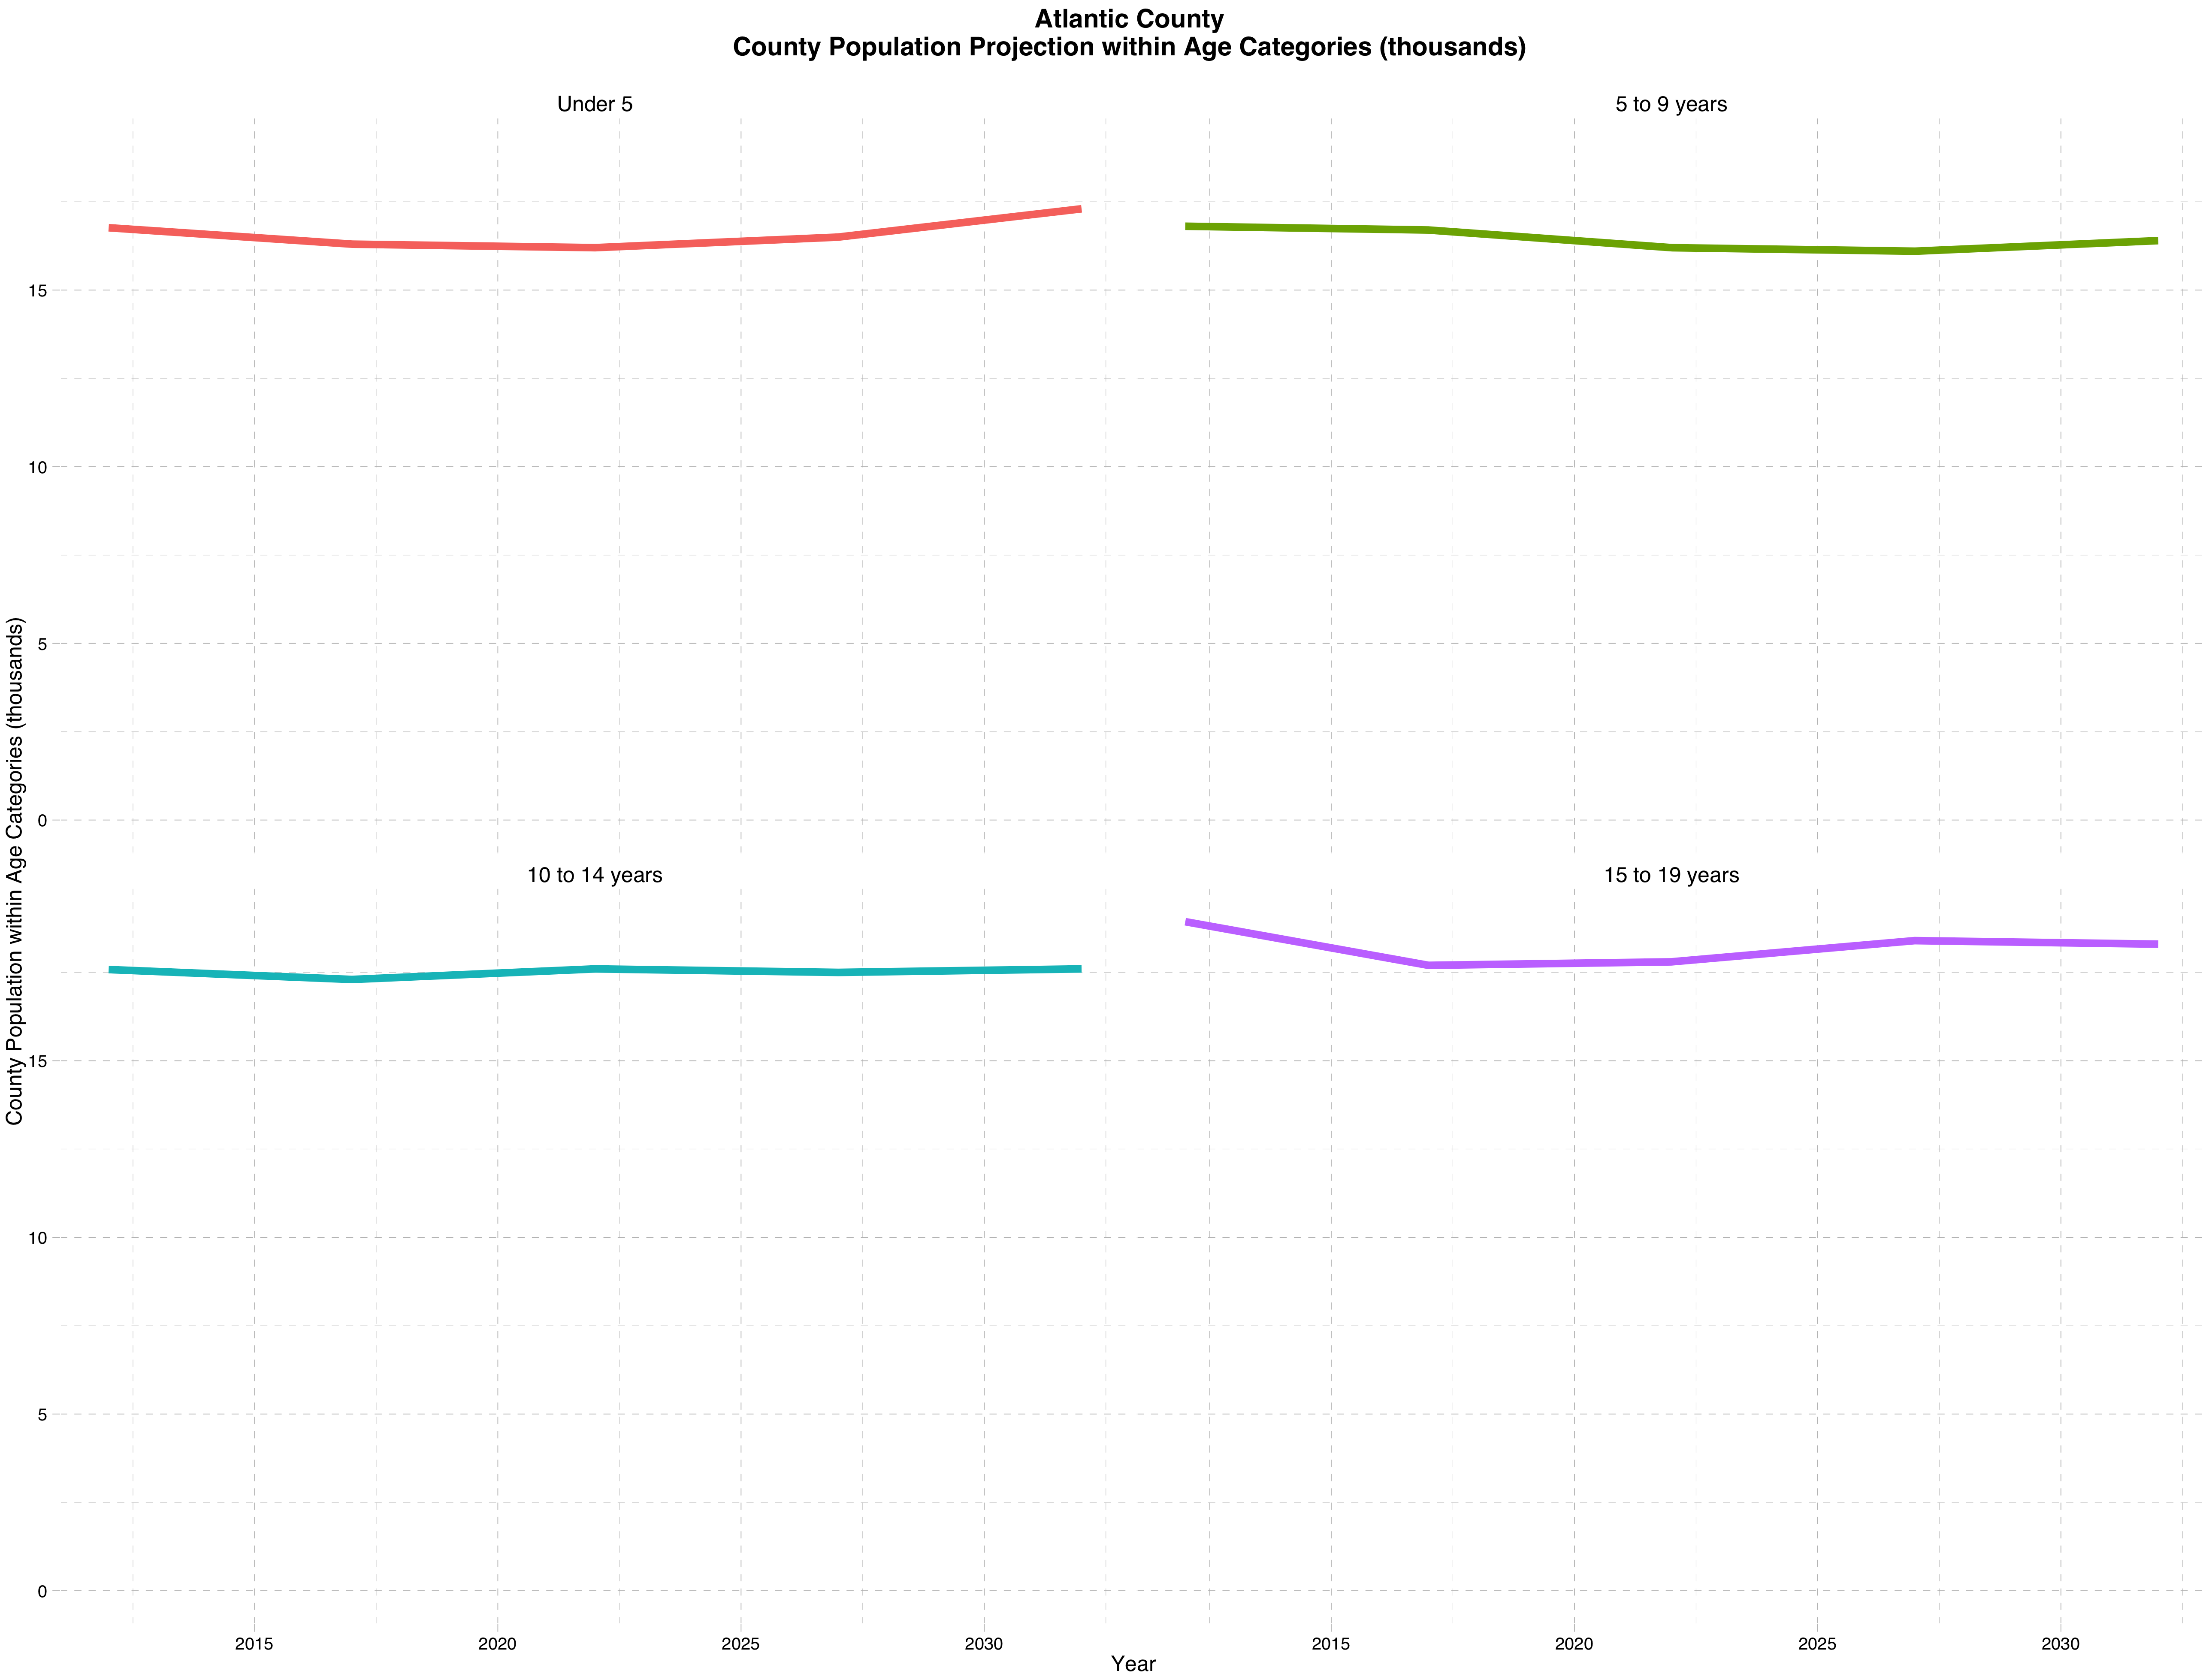 Atlantic County
County Population Projection within Age Categories (thousands)
Under 5
5 to 9 years
15
10
5
0
10 to 14 years
15 to 19 years
15
10
5
0
2015 2020 2025 2030 2015 2020 2025 2030
Year
County Population within Age Categories (thousands)